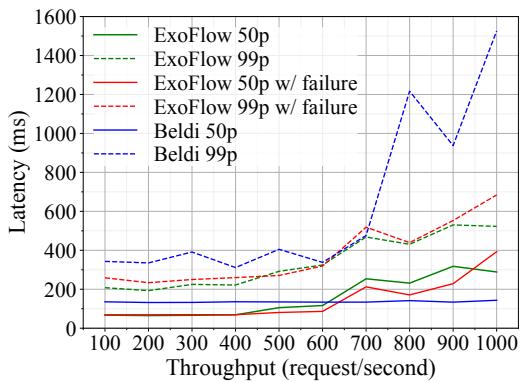 1600
1400
1200
1000
800
600
400
200
0
Latency (ms)
ExoFlow 50p
ExoFlow 99p
ExoFlow 50p w/ failure
ExoFlow 99p w/ failure
Beldi 50p
Beldi 99p
100 200 300 400 500 600 700 800 900 1000
Throughput (request/second)